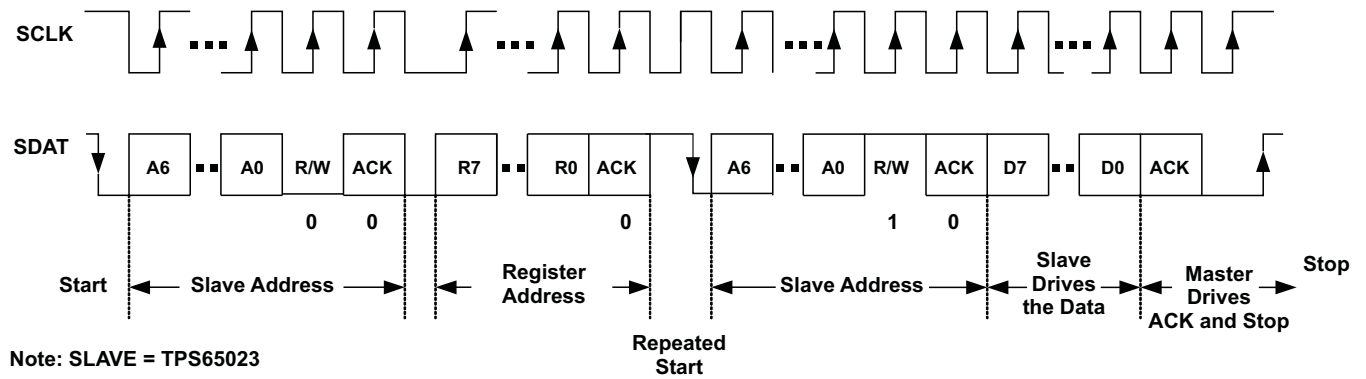 SCLK
SDAT
A6 A0 R/W ACK R7 R0 ACK A6 A0 R/W ACK D7 D0 ACK
0 0 0 1 0
Start Slave Address Register Address Slave Address Slave Drives the Data Master Drives ACK and Stop Stop
Repeated Start
Note: SLAVE = TPS65023